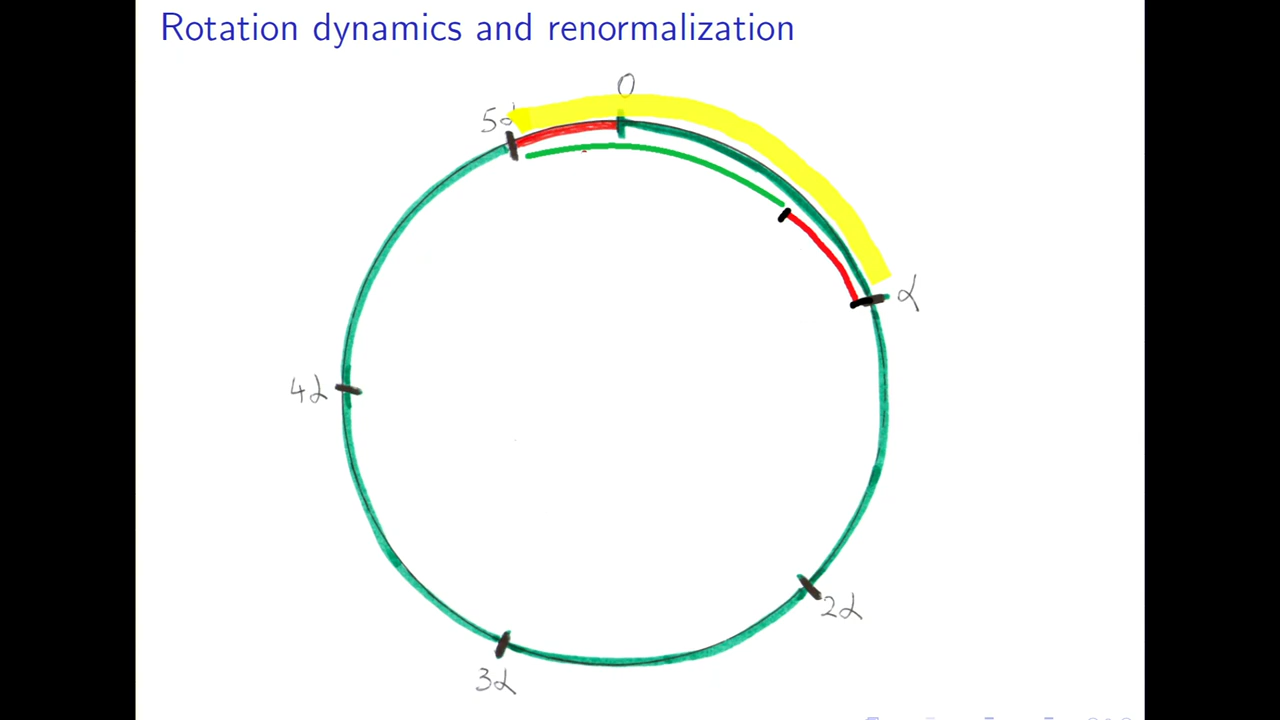 Rotation dynamics and renormalization
0
5α
α
4α
2α
3α